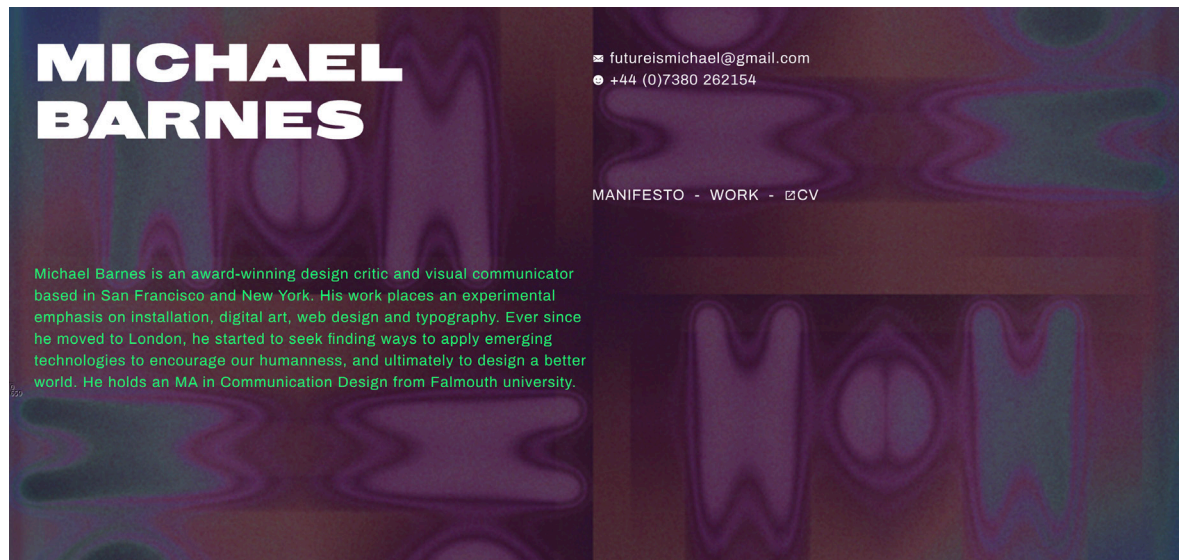 MICHAEL
BARNES
futureismichael@gmail.com
+44 (0)7380 262154
MANIFESTO - WORK - CV
Michael Barnes is an award-winning design critic and visual communicator
based in San Francisco and New York. His work places an experimental
emphasis on installation, digital art, web design and typography. Ever since
he moved to London, he started to seek finding ways to apply emerging
technologies to encourage our humanness, and ultimately to design a better
world. He holds an MA in Communication Design from Falmouth university.